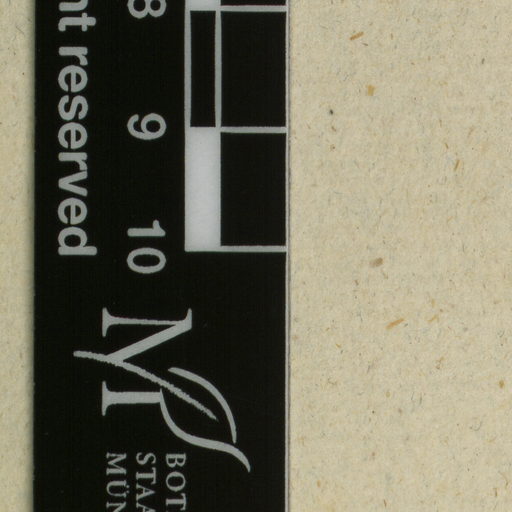 nt reserved
8 9 10
M
BOT
STAA
MÜN